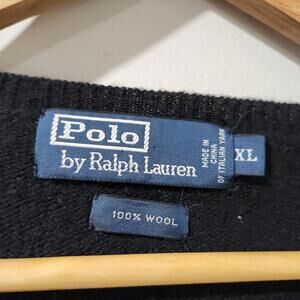 Polo
by Ralph Lauren
MADE IN
CHINA
OF ITALIAN YARN
XL
100% WOOL